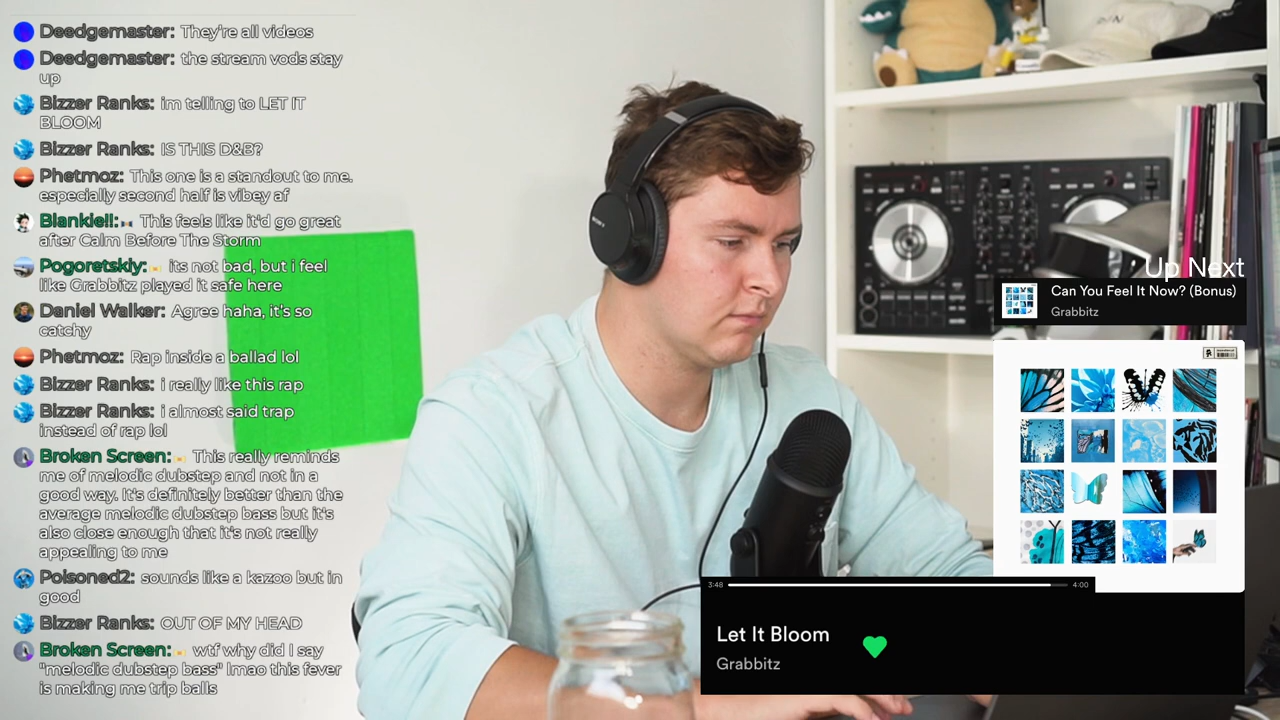 Deedgemaster: They're all videos
Deedgemaster: the stream vods stay
up
Bizzer Ranks: im telling to LET IT
BLOOM
Bizzer Ranks: IS THIS D&B?
Phetmoz: This one is a standout to me.
especially second half is vibey af
Blankie!!: This feels like it'd go great
after Calm Before The Storm
Pogoretskiy: its not bad, but i feel
like Grabbitz played it safe here
Daniel Walker: Agree haha, it's so
catchy
Phetmoz: Rap inside a ballad lol
Bizzer Ranks: i really like this rap
Bizzer Ranks: i almost said trap
instead of rap lol
Broken Screen: This really reminds
me of melodic dubstep and not in a
good way. It's definitely better than the
average melodic dubstep bass but it's
also close enough that it's not really
appealing to me
Poisoned2: sounds like a kazoo but in
good
Bizzer Ranks: OUT OF MY HEAD
Broken Screen: wtf why did I say
"melodic dubstep bass" lmao this fever
is making me trip balls
Up Next
Can You Feel It Now? (Bonus)
Grabbitz
3:48
4:00
Let It Bloom
Grabbitz